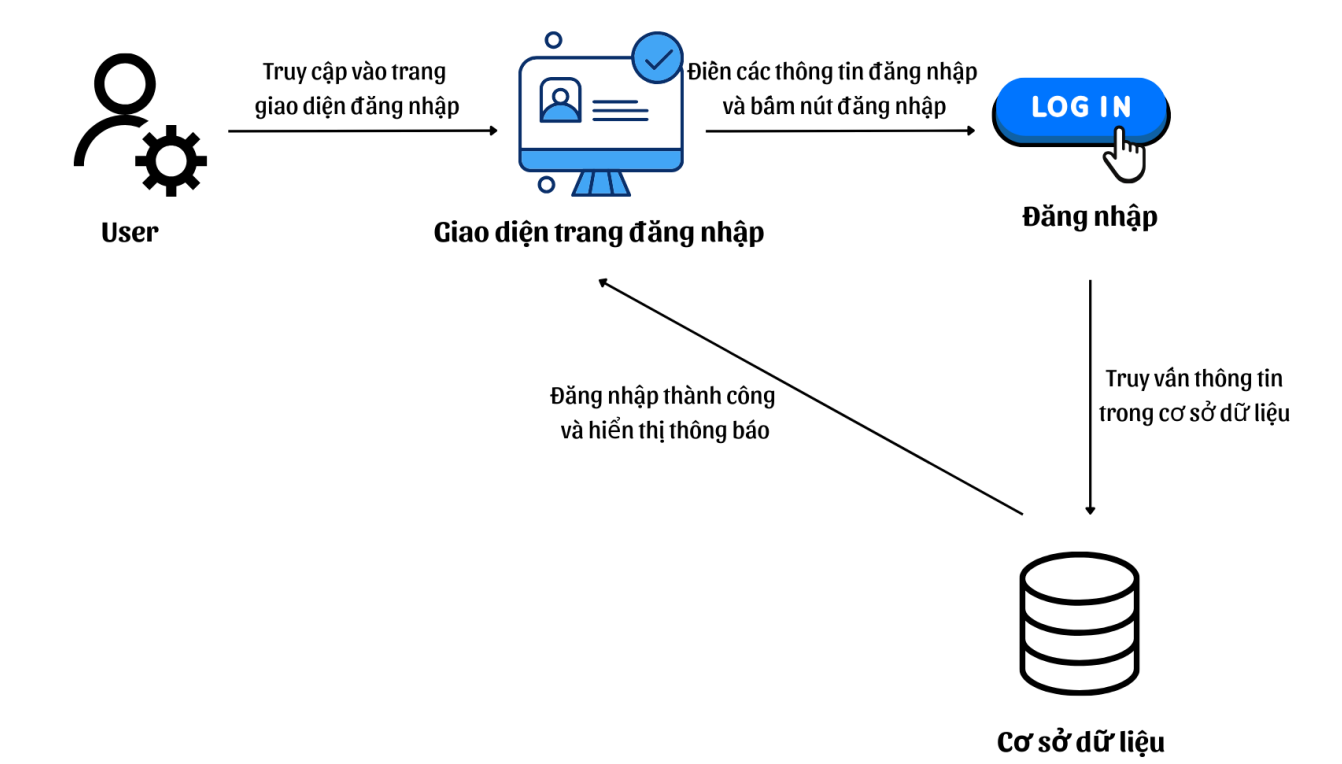 Truy cập vào trang
giao diện đăng nhập
Điền các thông tin đăng nhập
và bấm nút đăng nhập
LOG IN
User
Giao diện trang đăng nhập
Đăng nhập
Đăng nhập thành công
và hiển thị thông báo
Truy vấn thông tin
trong cơ sở dữ liệu
Cơ sở dữ liệu